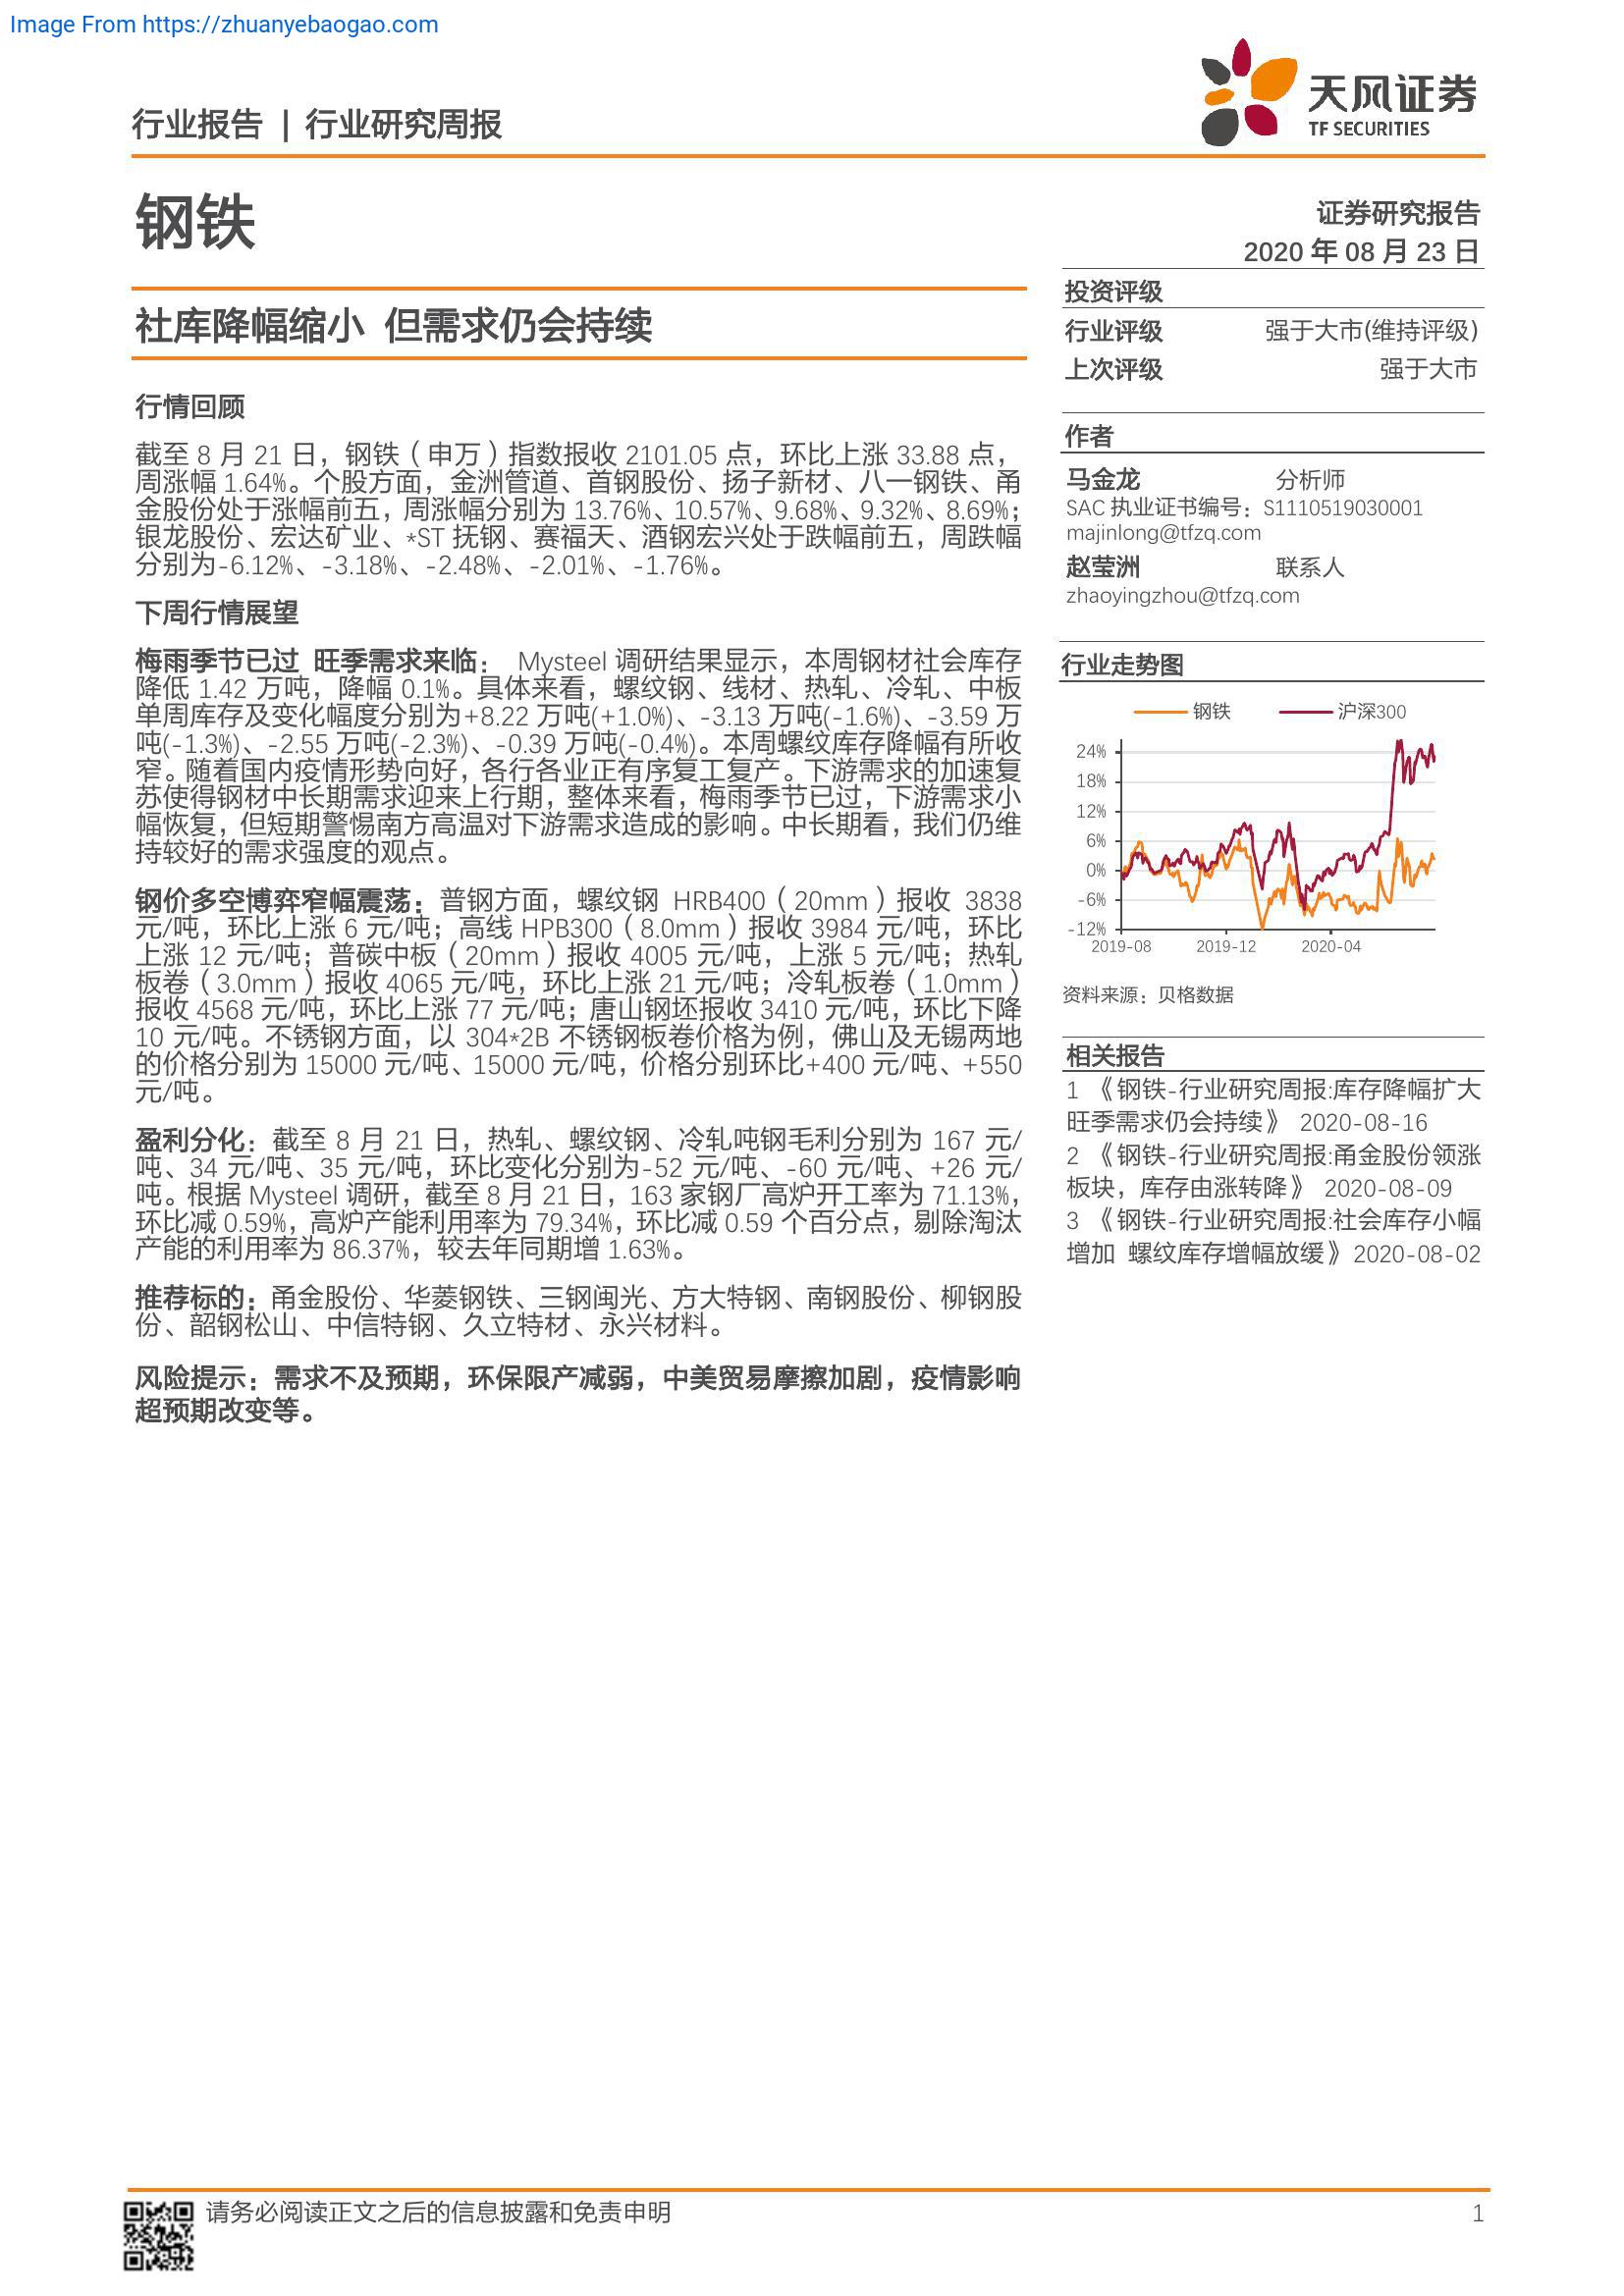 Image From https://zhuanyebaogao.com
行业报告 | 行业研究周报
天风证券
TF SECURITIES
钢铁
证券研究报告
2020 年 08 月 23 日
社库降幅缩小 但需求仍会持续
行情回顾
截至 8 月 21 日，钢铁（申万）指数报收 2101.05 点，环比上涨 33.88 点，
周涨幅 1.64%。个股方面，金洲管道、首钢股份、扬子新材、八一钢铁、甬
金股份处于涨幅前五，周涨幅分别为 13.76%、10.57%、9.68%、9.32%、8.69%；
银龙股份、宏达矿业、*ST 抚钢、赛福天、酒钢宏兴处于跌幅前五，周跌幅
分别为-6.12%、-3.18%、-2.48%、-2.01%、-1.76%。
下周行情展望
梅雨季节已过 旺季需求来临： Mysteel 调研结果显示，本周钢材社会库存
降低 1.42 万吨，降幅 0.1%。具体来看，螺纹钢、线材、热轧、冷轧、中板
单周库存及变化幅度分别为+8.22 万吨(+1.0%)、-3.13 万吨(-1.6%)、-3.59 万
吨(-1.3%)、-2.55 万吨(-2.3%)、-0.39 万吨(-0.4%)。本周螺纹库存降幅有所收
窄。随着国内疫情形势向好，各行各业正有序复工复产。下游需求的加速复
苏使得钢材中长期需求迎来上行期，整体来看，梅雨季节已过，下游需求小
幅恢复，但短期警惕南方高温对下游需求造成的影响。中长期看，我们仍维
持较好的需求强度的观点。
钢价多空博弈窄幅震荡：普钢方面，螺纹钢 HRB400（20mm）报收 3838
元/吨，环比上涨 6 元/吨；高线 HPB300（8.0mm）报收 3984 元/吨，环比
上涨 12 元/吨；普碳中板（20mm）报收 4005 元/吨，上涨 5 元/吨；热轧
板卷（3.0mm）报收 4065 元/吨，环比上涨 21 元/吨；冷轧板卷（1.0mm）
报收 4568 元/吨，环比上涨 77 元/吨；唐山钢坯报收 3410 元/吨，环比下降
10 元/吨。不锈钢方面，以 304*2B 不锈钢板卷价格为例，佛山及无锡两地
的价格分别为 15000 元/吨、15000 元/吨，价格分别环比+400 元/吨、+550
元/吨。
盈利分化：截至 8 月 21 日，热轧、螺纹钢、冷轧吨钢毛利分别为 167 元/
吨、34 元/吨、35 元/吨，环比变化分别为-52 元/吨、-60 元/吨、+26 元/
吨。根据 Mysteel 调研，截至 8 月 21 日，163 家钢厂高炉开工率为 71.13%，
环比减 0.59%，高炉产能利用率为 79.34%，环比减 0.59 个百分点，剔除淘汰
产能的利用率为 86.37%，较去年同期增 1.63%。
推荐标的：甬金股份、华菱钢铁、三钢闽光、方大特钢、南钢股份、柳钢股
份、韶钢松山、中信特钢、久立特材、永兴材料。
风险提示：需求不及预期，环保限产减弱，中美贸易摩擦加剧，疫情影响
超预期改变等。
投资评级
行业评级 强于大市(维持评级)
上次评级 强于大市
作者
马金龙 分析师
SAC 执业证书编号：S1110519030001
majinlong@tfzq.com
赵莹洲 联系人
zhaoyingzhou@tfzq.com
行业走势图
钢铁 沪深300
24%
18%
12%
6%
0%
-6%
-12%
2019-08 2019-12 2020-04
资料来源：贝格数据
相关报告
1 《钢铁-行业研究周报:库存降幅扩大
旺季需求仍会持续》 2020-08-16
2 《钢铁-行业研究周报:甬金股份领涨
板块，库存由涨转降》 2020-08-09
3 《钢铁-行业研究周报:社会库存小幅
增加 螺纹库存增幅放缓》2020-08-02
请务必阅读正文之后的信息披露和免责申明 1